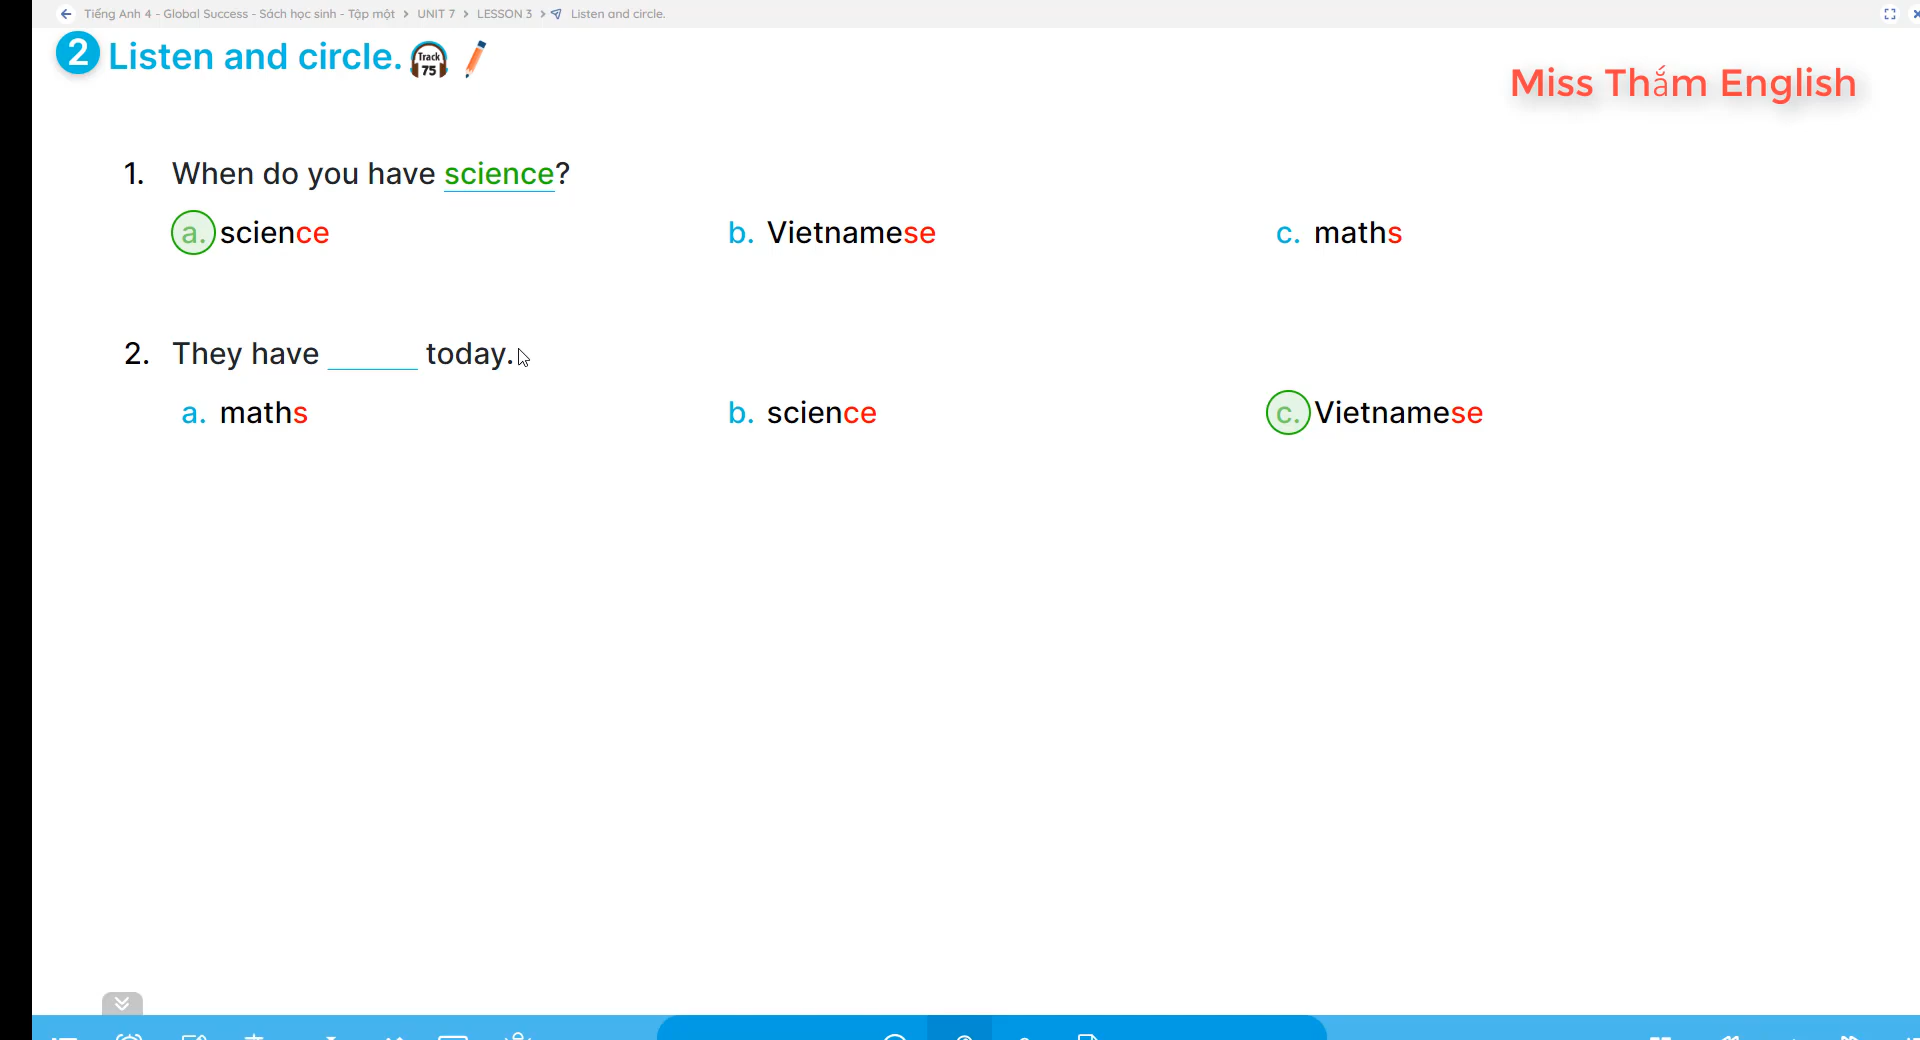 Tiếng Anh 4 - Global Success - Sách học sinh - Tập một > UNIT 7 > LESSON 3 > Listen and circle.
2 Listen and circle. Track 75
Miss Thắm English
1. When do you have science?
a. science b. Vietnamese c. maths
2. They have ______ today.
a. maths b. science c. Vietnamese